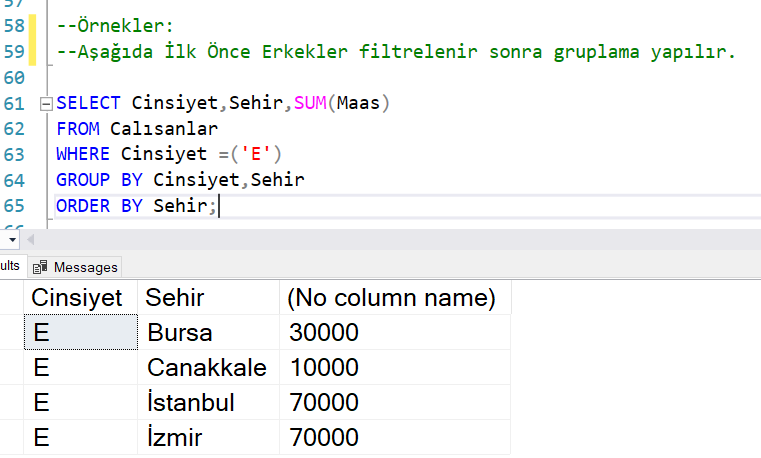 58 --Örnekler:
59 --Aşağıda İlk Önce Erkekler filtrelenir sonra gruplama yapılır.
60
61 SELECT Cinsiyet,Sehir,SUM(Maas)
62 FROM Calısanlar
63 WHERE Cinsiyet =('E')
64 GROUP BY Cinsiyet,Sehir
65 ORDER BY Sehir;
ults Messages
Cinsiyet Sehir (No column name)
E Bursa 30000
E Canakkale 10000
E İstanbul 70000
E İzmir 70000